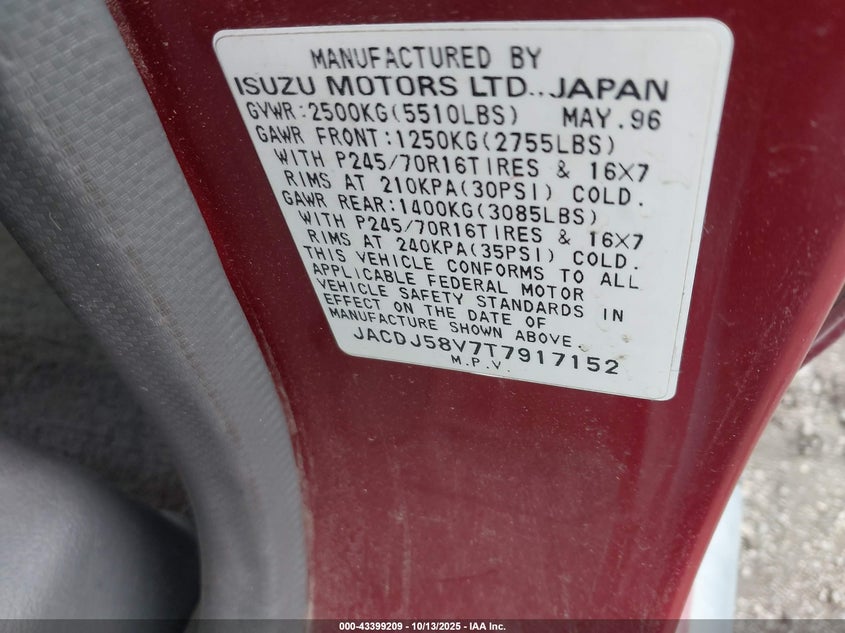 MANUFACTURED BY
ISUZU MOTORS LTD., JAPAN
GVWR:2500KG(5510LBS) MAY.96
GAWR FRONT:1250KG(2755LBS)
WITH P245/70R16TIRES & 16X7
RIMS AT 210KPA(30PSI) COLD.
GAWR REAR:1400KG(3085LBS)
WITH P245/70R16TIRES & 16X7
RIMS AT 240KPA(35PSI) COLD.
THIS VEHICLE CONFORMS TO ALL
APPLICABLE FEDERAL MOTOR
VEHICLE SAFETY STANDARDS IN
EFFECT ON THE DATE OF
MANUFACTURE SHOWN ABOVE.
JACDJ58V7T7917152
M.P.V.
000-43399209 - 10/13/2025 - IAA Inc.